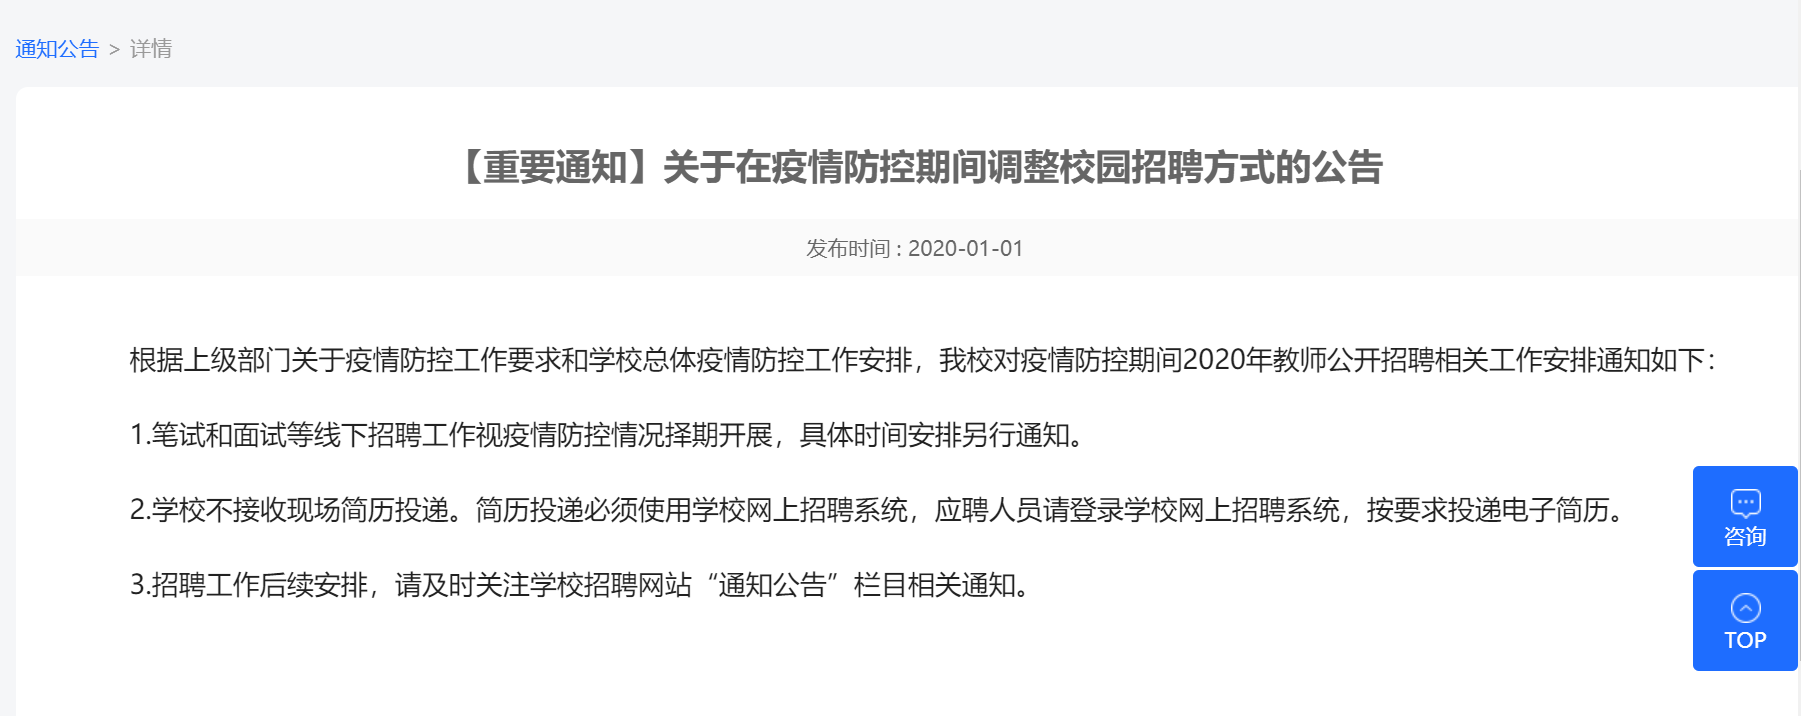 通知公告 > 详情
【重要通知】关于在疫情防控期间调整校园招聘方式的公告
发布时间 : 2020-01-01
根据上级部门关于疫情防控工作要求和学校总体疫情防控工作安排，我校对疫情防控期间2020年教师公开招聘相关工作安排通知如下：
1.笔试和面试等线下招聘工作视疫情防控情况择期开展，具体时间安排另行通知。
2.学校不接收现场简历投递。简历投递必须使用学校网上招聘系统，应聘人员请登录学校网上招聘系统，按要求投递电子简历。
3.招聘工作后续安排，请及时关注学校招聘网站“通知公告”栏目相关通知。
咨询
TOP